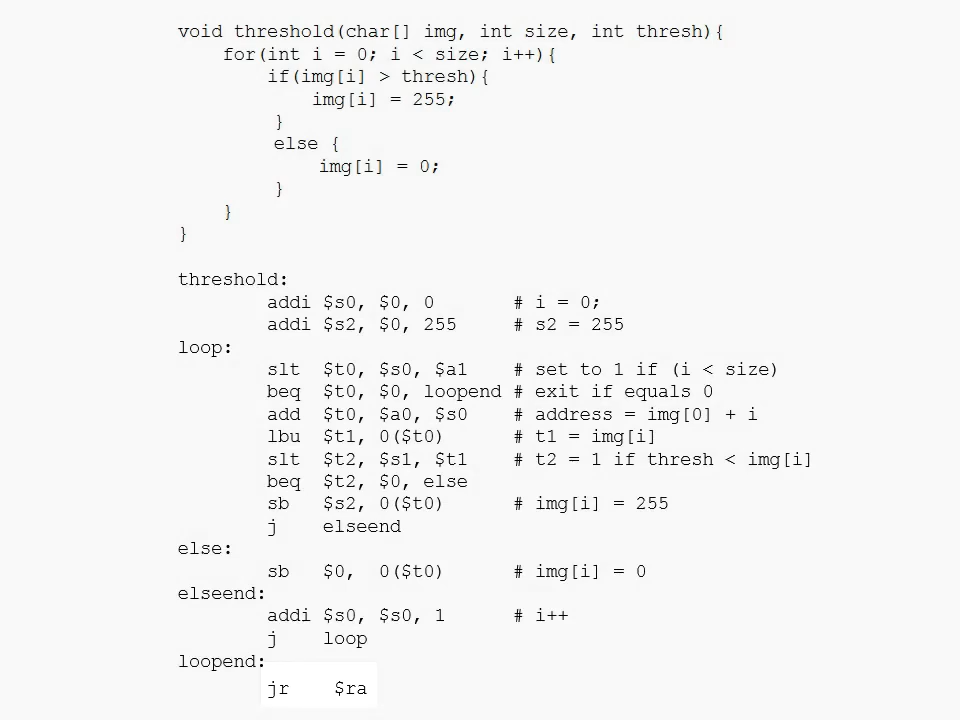 void threshold(char[] img, int size, int thresh){
for(int i = 0; i < size; i++){
if(img[i] > thresh){
img[i] = 255;
}
else {
img[i] = 0;
}
}
}
threshold:
addi $s0, $0, 0 # i = 0;
addi $s2, $0, 255 # s2 = 255
loop:
slt $t0, $s0, $a1 # set to 1 if (i < size)
beq $t0, $0, loopend # exit if equals 0
add $t0, $a0, $s0 # address = img[0] + i
lbu $t1, 0($t0) # t1 = img[i]
slt $t2, $s1, $t1 # t2 = 1 if thresh < img[i]
beq $t2, $0, else
sb $s2, 0($t0) # img[i] = 255
j elseend
else:
sb $0, 0($t0) # img[i] = 0
elseend:
addi $s0, $s0, 1 # i++
j loop
loopend:
jr $ra